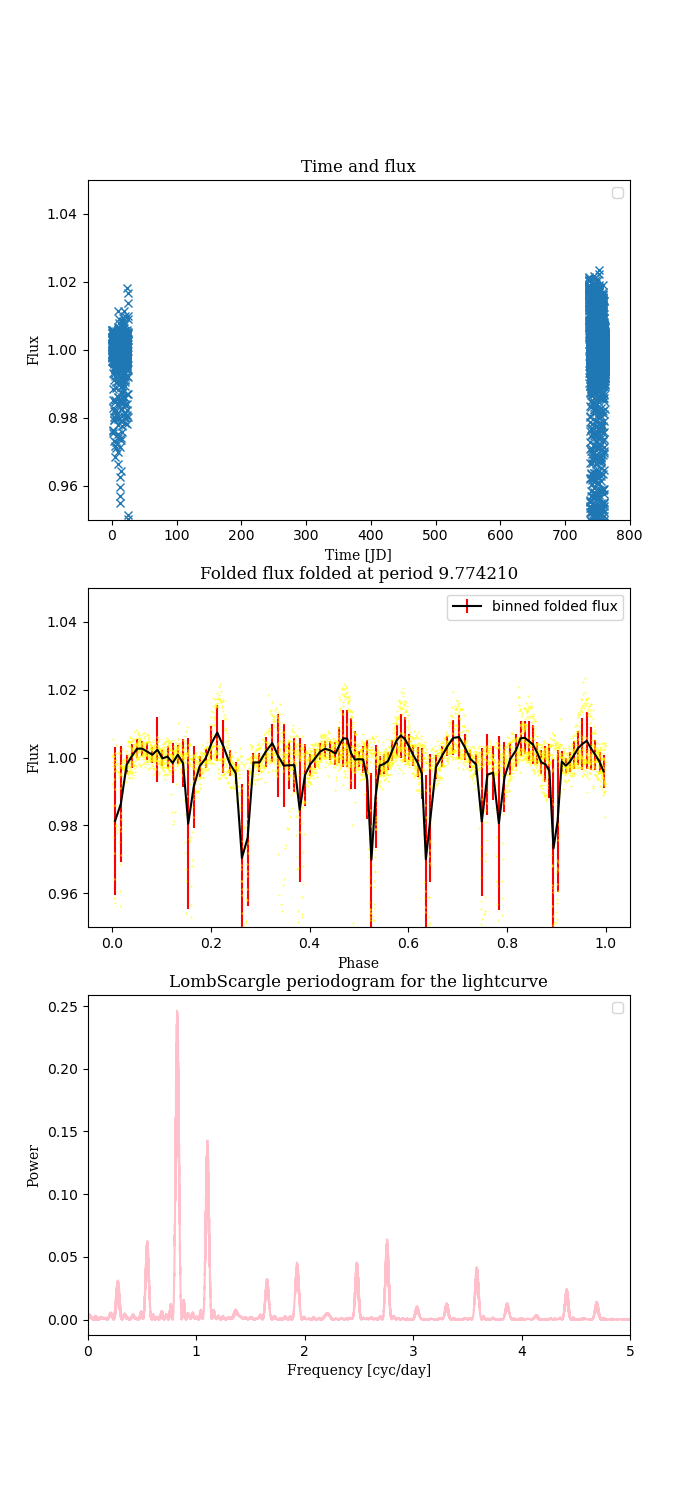 Time and flux
1.04
1.02
1.00
0.98
0.96
Flux
0 100 200 300 400 500 600 700 800
Time [JD]
Folded flux folded at period 9.774210
binned folded flux
1.04
1.02
1.00
0.98
0.96
Flux
0.0 0.2 0.4 0.6 0.8 1.0
Phase
LombScargle periodogram for the lightcurve
0.25
0.20
0.15
0.10
0.05
0.00
Power
0 1 2 3 4 5
Frequency [cyc/day]